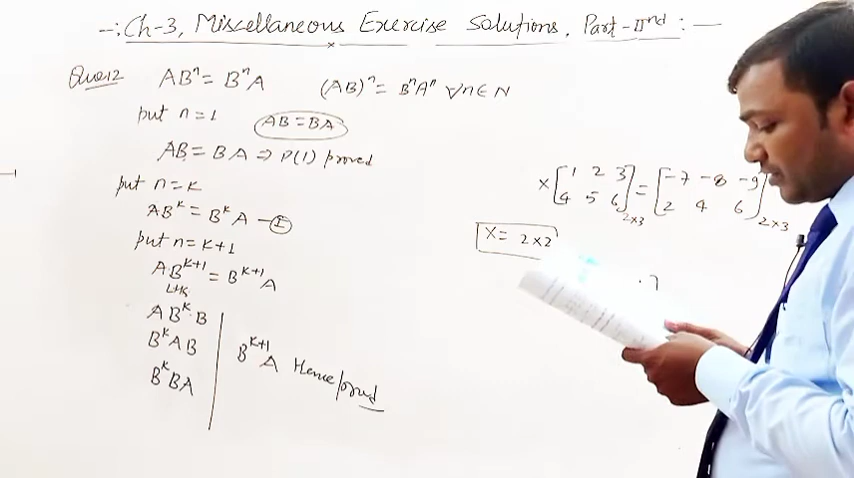 -: Ch-3, Miscellaneous Exercise Solutions, Part-IInd : -
Que12 AB^n = B^n A (AB)^n = B^n A^n ∀ n ∈ N
put n = 1 AB = BA
AB = BA ⇒ P(1) proved
put n = K
AB^K = B^K A - I
put n = K+1
AB^{K+1} = B^{K+1} A
LHS
AB^K·B
B^K AB
B^K BA
B^{K+1} A Hence proved
X [1 2 3 = [-7 -8 -9
4 5 6]2×3 2 4 6]2×3
X = 2×2